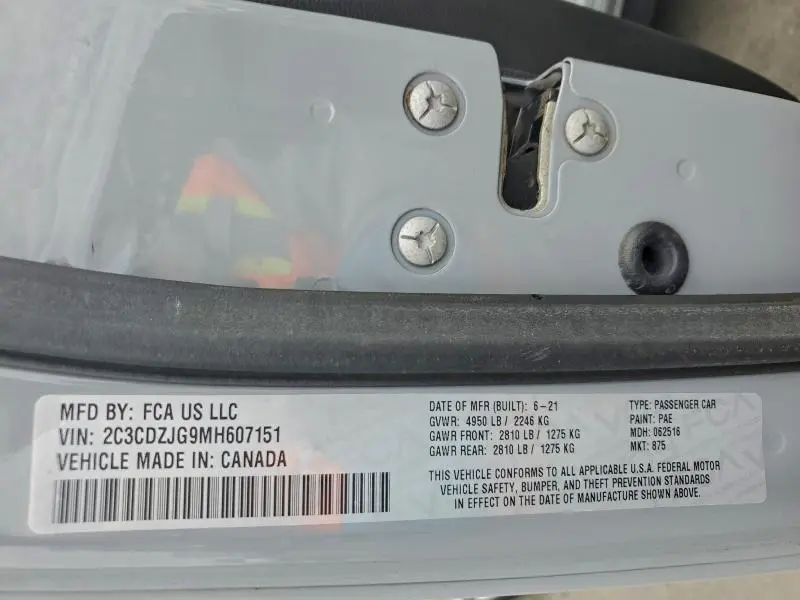 MFD BY: FCA US LLC
VIN: 2C3CDZJG9MH607151
VEHICLE MADE IN: CANADA
DATE OF MFR (BUILT): 6-21
GVWR: 4950 LB / 2246 KG
GAWR FRONT: 2810 LB / 1275 KG
GAWR REAR: 2810 LB / 1275 KG
TYPE: PASSENGER CAR
PAINT: PAE
MDH: 062516
MKT: 875
THIS VEHICLE CONFORMS TO ALL APPLICABLE U.S.A. FEDERAL MOTOR
VEHICLE SAFETY, BUMPER, AND THEFT PREVENTION STANDARDS
IN EFFECT ON THE DATE OF MANUFACTURE SHOWN ABOVE.